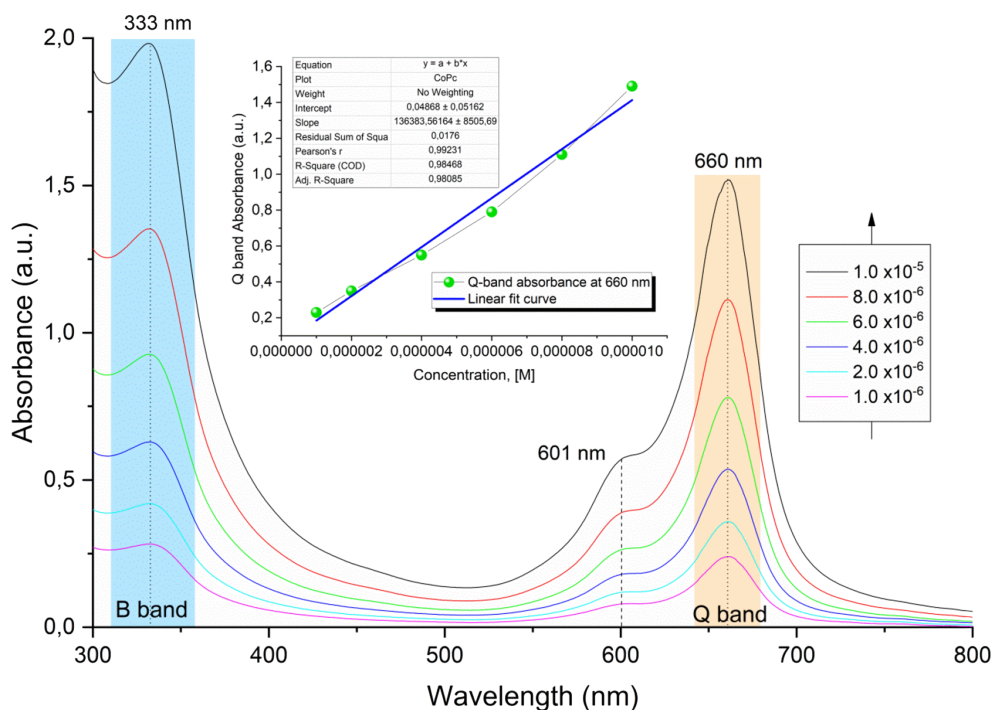 333 nm
2,0
1,5
1,0
0,5
0,0
Absorbance (a.u.)
300
400
500
600
700
800
Wavelength (nm)
B band
601 nm
660 nm
Q band
1.0 x10⁻⁵
8.0 x10⁻⁶
6.0 x10⁻⁶
4.0 x10⁻⁶
2.0 x10⁻⁶
1.0 x10⁻⁶
1,6
1,4
1,2
1,0
0,8
0,6
0,4
0,2
Q band Absorbance (a.u.)
Equation y = a + b*x
Plot CoPc
Weight No Weighting
Intercept 0,04868 ± 0,05162
Slope 136383,56164 ± 8505,69
Residual Sum of Squa 0,0176
Pearson's r 0,99231
R-Square (COD) 0,98468
Adj. R-Square 0,98085
Q-band absorbance at 660 nm
Linear fit curve
0,000000
0,000002
0,000004
0,000006
0,000008
0,000010
Concentration, [M]